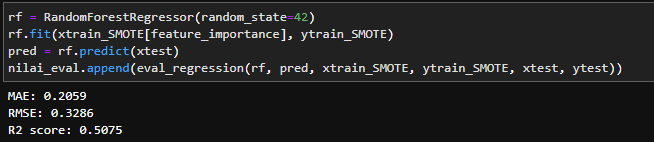 rf = RandomForestRegressor(random_state=42)
rf.fit(xtrain_SMOTE[feature_importance], ytrain_SMOTE)
pred = rf.predict(xtest)
nilai_eval.append(eval_regression(rf, pred, xtrain_SMOTE, ytrain_SMOTE, xtest, ytest))
MAE: 0.2059
RMSE: 0.3286
R2 score: 0.5075